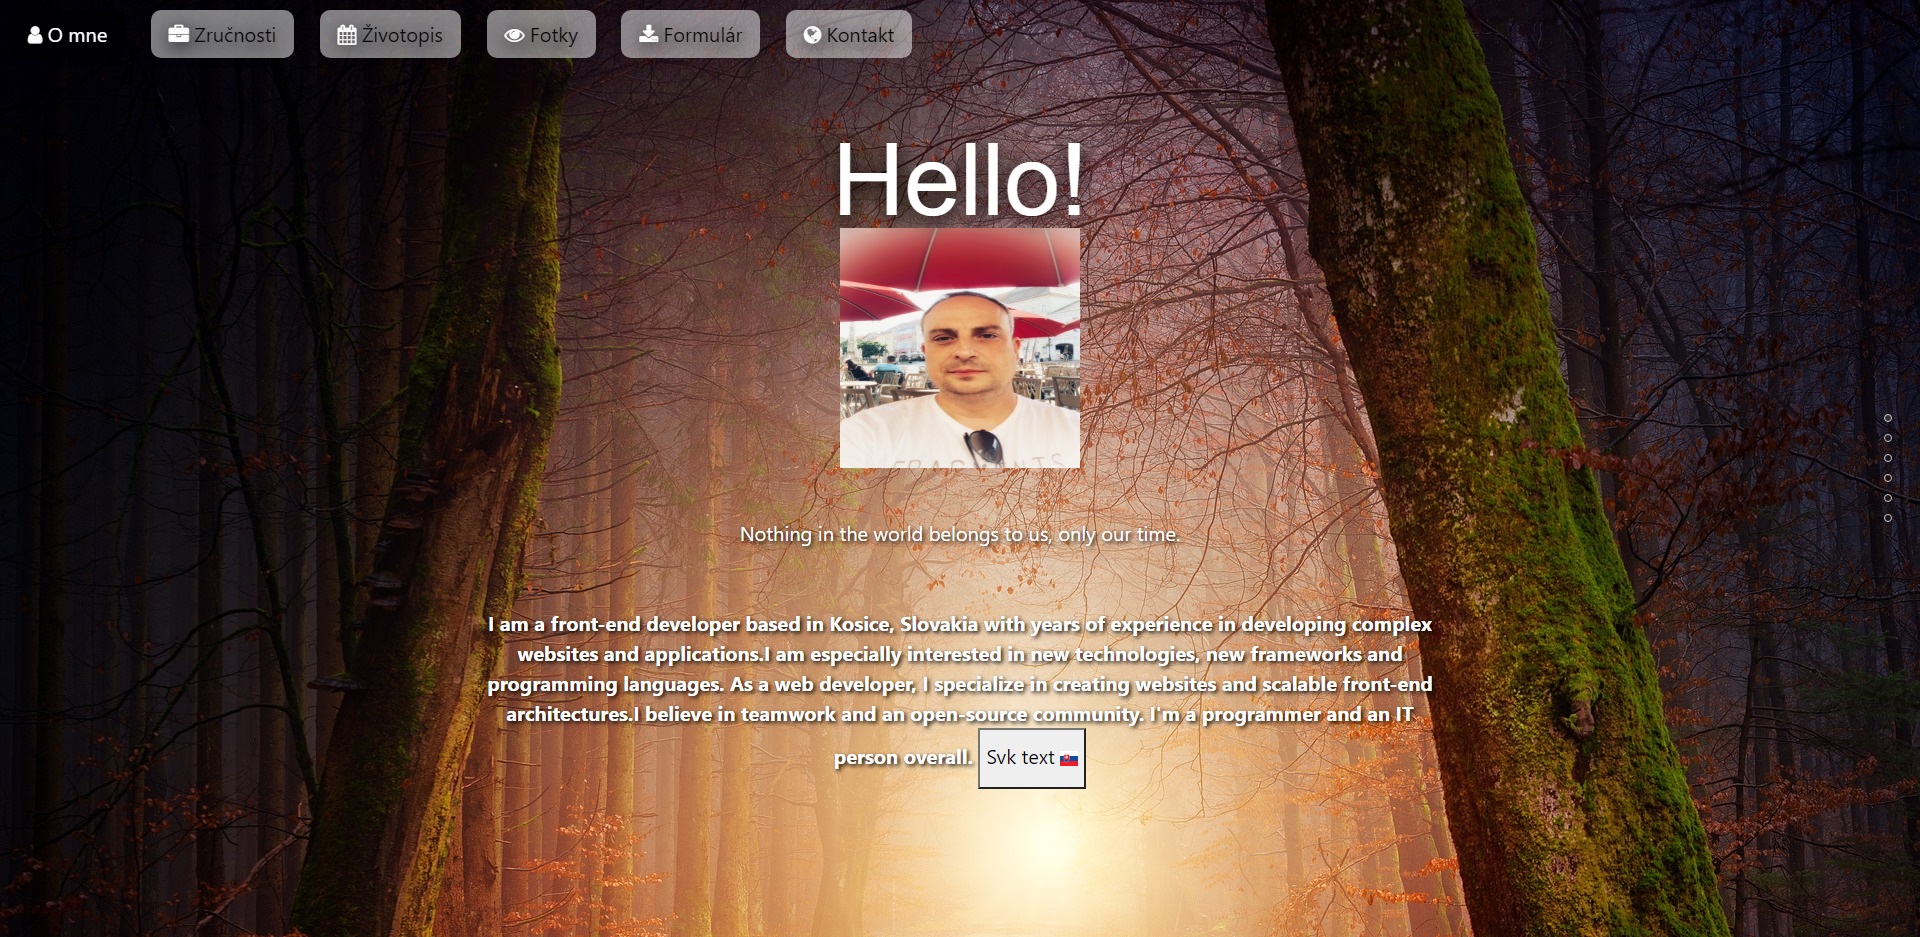 O mne
Zručnosti
Životopis
Fotky
Formulár
Kontakt
Hello!
Nothing in the world belongs to us, only our time.
I am a front-end developer based in Kosice, Slovakia with years of experience in developing complex
websites and applications.I am especially interested in new technologies, new frameworks and
programming languages. As a web developer, I specialize in creating websites and scalable front-end
architectures.I believe in teamwork and an open-source community. I'm a programmer and an IT
person overall. Svk text